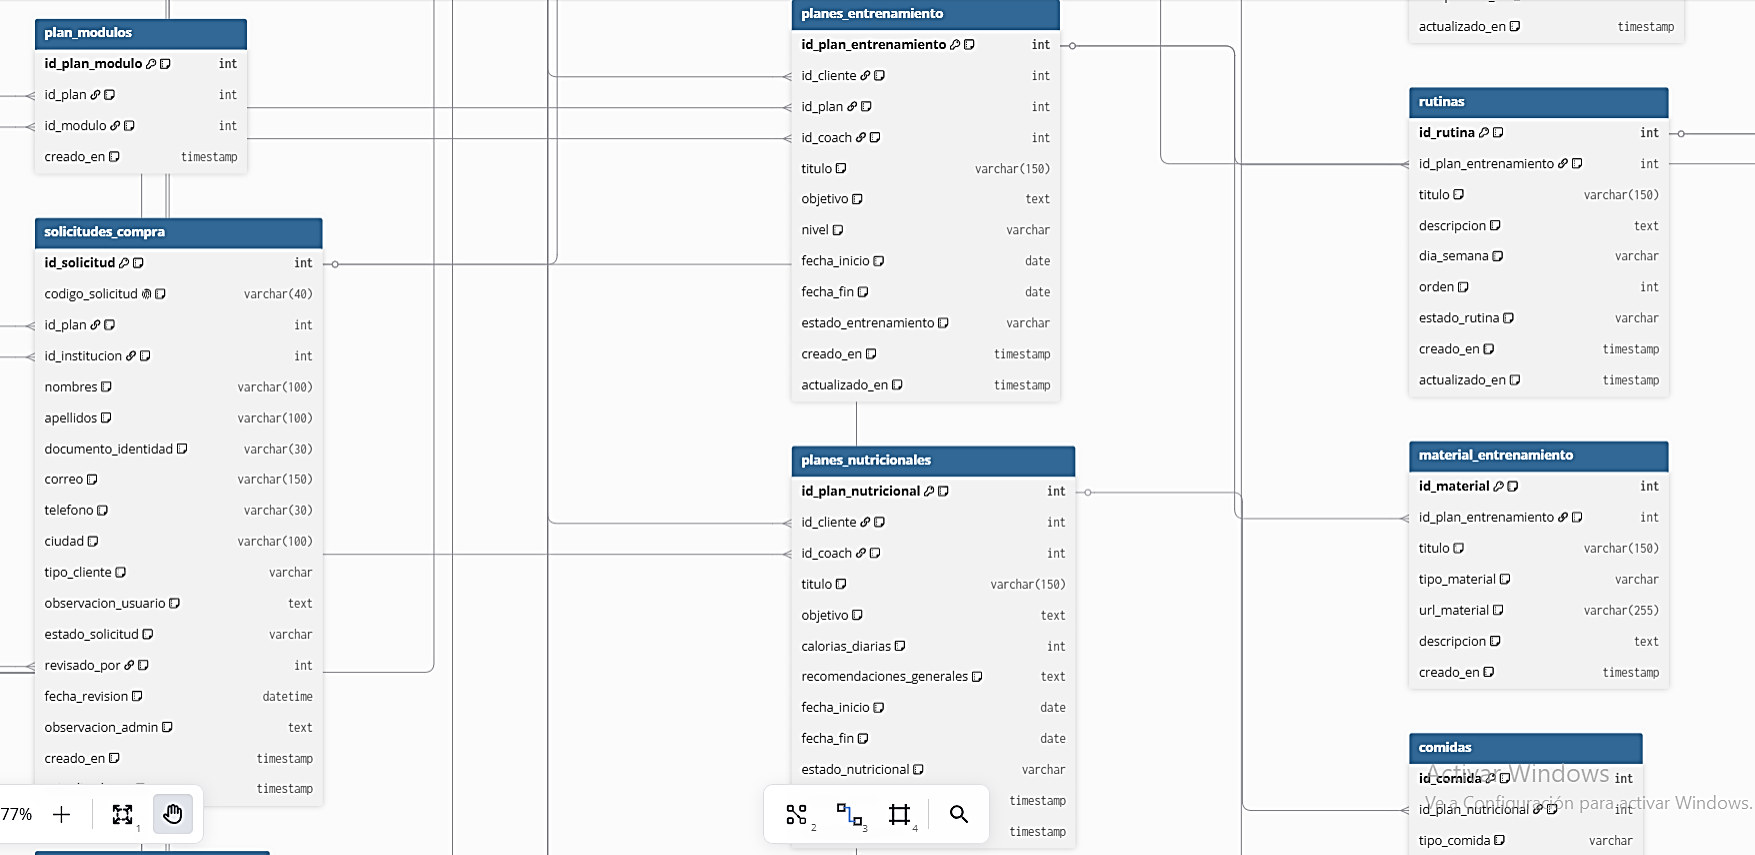 plan_modulos
id_plan_modulo int
id_plan int
id_modulo int
creado_en timestamp
solicitudes_compra
id_solicitud int
codigo_solicitud varchar(40)
id_plan int
id_institucion int
nombres varchar(100)
apellidos varchar(100)
documento_identidad varchar(30)
correo varchar(150)
telefono varchar(30)
ciudad varchar(100)
tipo_cliente varchar
observacion_usuario text
estado_solicitud varchar
revisado_por int
fecha_revision datetime
observacion_admin text
creado_en timestamp
timestamp
planes_entrenamiento
id_plan_entrenamiento int
id_cliente int
id_plan int
id_coach int
titulo varchar(150)
objetivo text
nivel varchar
fecha_inicio date
fecha_fin date
estado_entrenamiento varchar
creado_en timestamp
actualizado_en timestamp
planes_nutricionales
id_plan_nutricional int
id_cliente int
id_coach int
titulo varchar(150)
objetivo text
calorias_diarias int
recomendaciones_generales text
fecha_inicio date
fecha_fin date
estado_nutricional varchar
timestamp
timestamp
actualizado_en timestamp
rutinas
id_rutina int
id_plan_entrenamiento int
titulo varchar(150)
descripcion text
dia_semana varchar
orden int
estado_rutina varchar
creado_en timestamp
actualizado_en timestamp
material_entrenamiento
id_material int
id_plan_entrenamiento int
titulo varchar(150)
tipo_material varchar
url_material varchar(255)
descripcion text
creado_en timestamp
comidas
id_comida int
id_plan_nutricional int
tipo_comida varchar
Activar Windows
Ve a Configuración para activar Windows.
77%
1
2
3
4